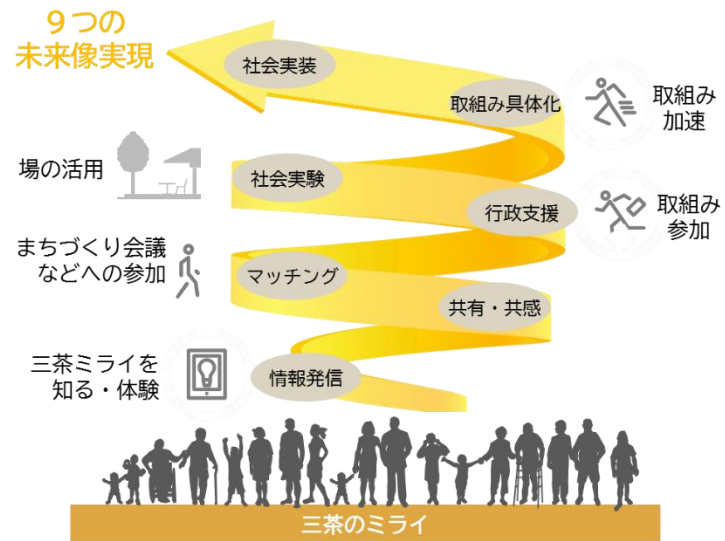 9つの
未来像実現
社会実装
取組み具体化
取組み
加速
場の活用
社会実験
行政支援
取組み
参加
まちづくり会議
などへの参加
マッチング
共有・共感
三茶ミライを
知る・体験
情報発信
三茶のミライ